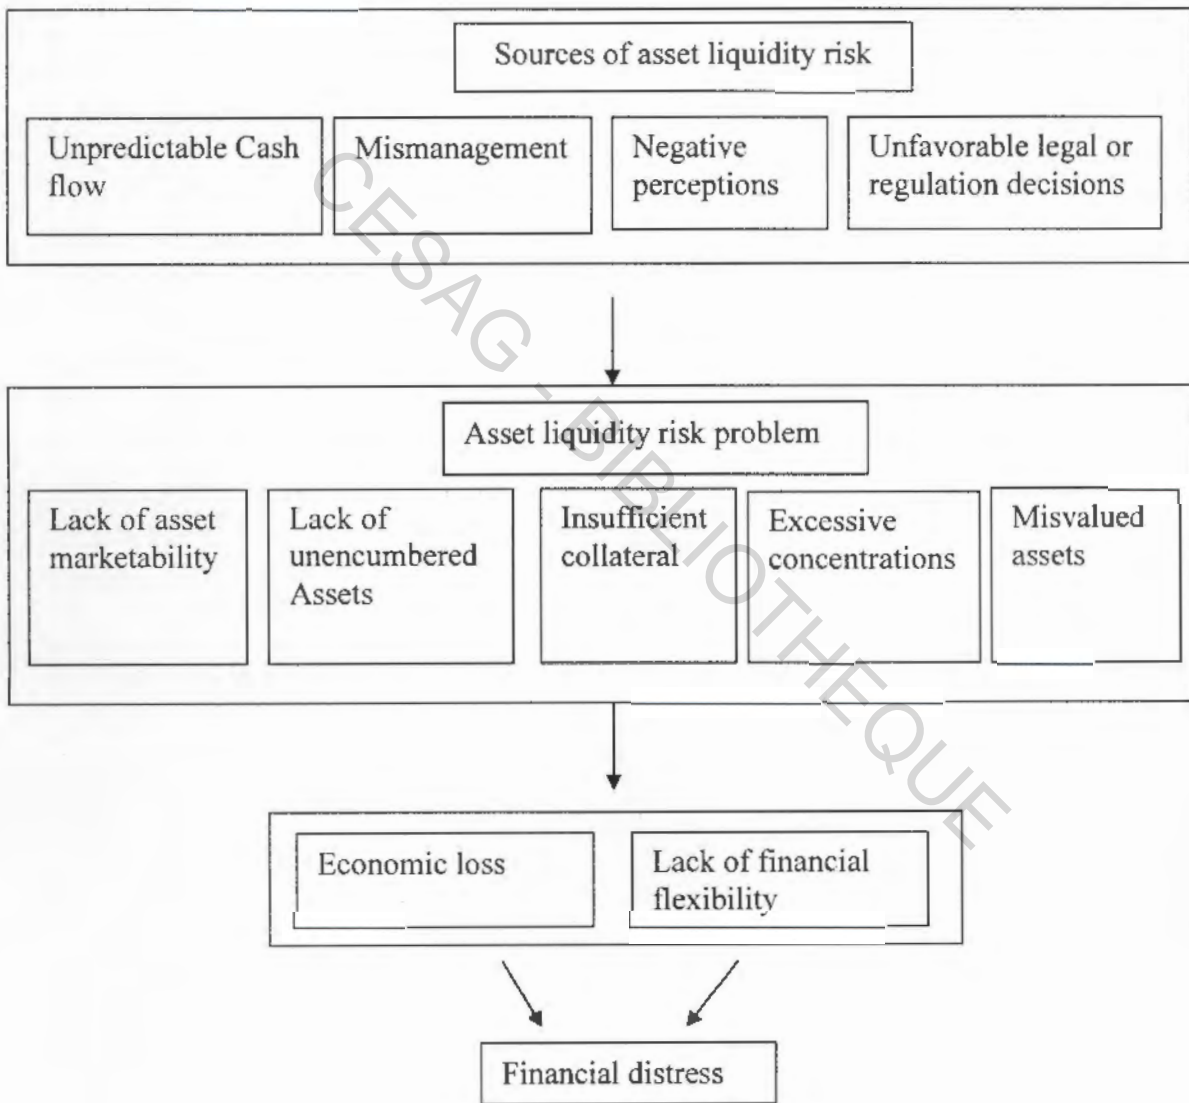 Sources of asset liquidity risk
Unpredictable Cash
flow
Mismanagement
Negative
perceptions
Unfavorable legal or
regulation decisions
Asset liquidity risk problem
Lack of asset
marketability
Lack of
unencumbered
Assets
Insufficient
collateral
Excessive
concentrations
Misvalued
assets
Economic loss
Lack of financial
flexibility
Financial distress
CESAG - BIBLIOTHEQUE